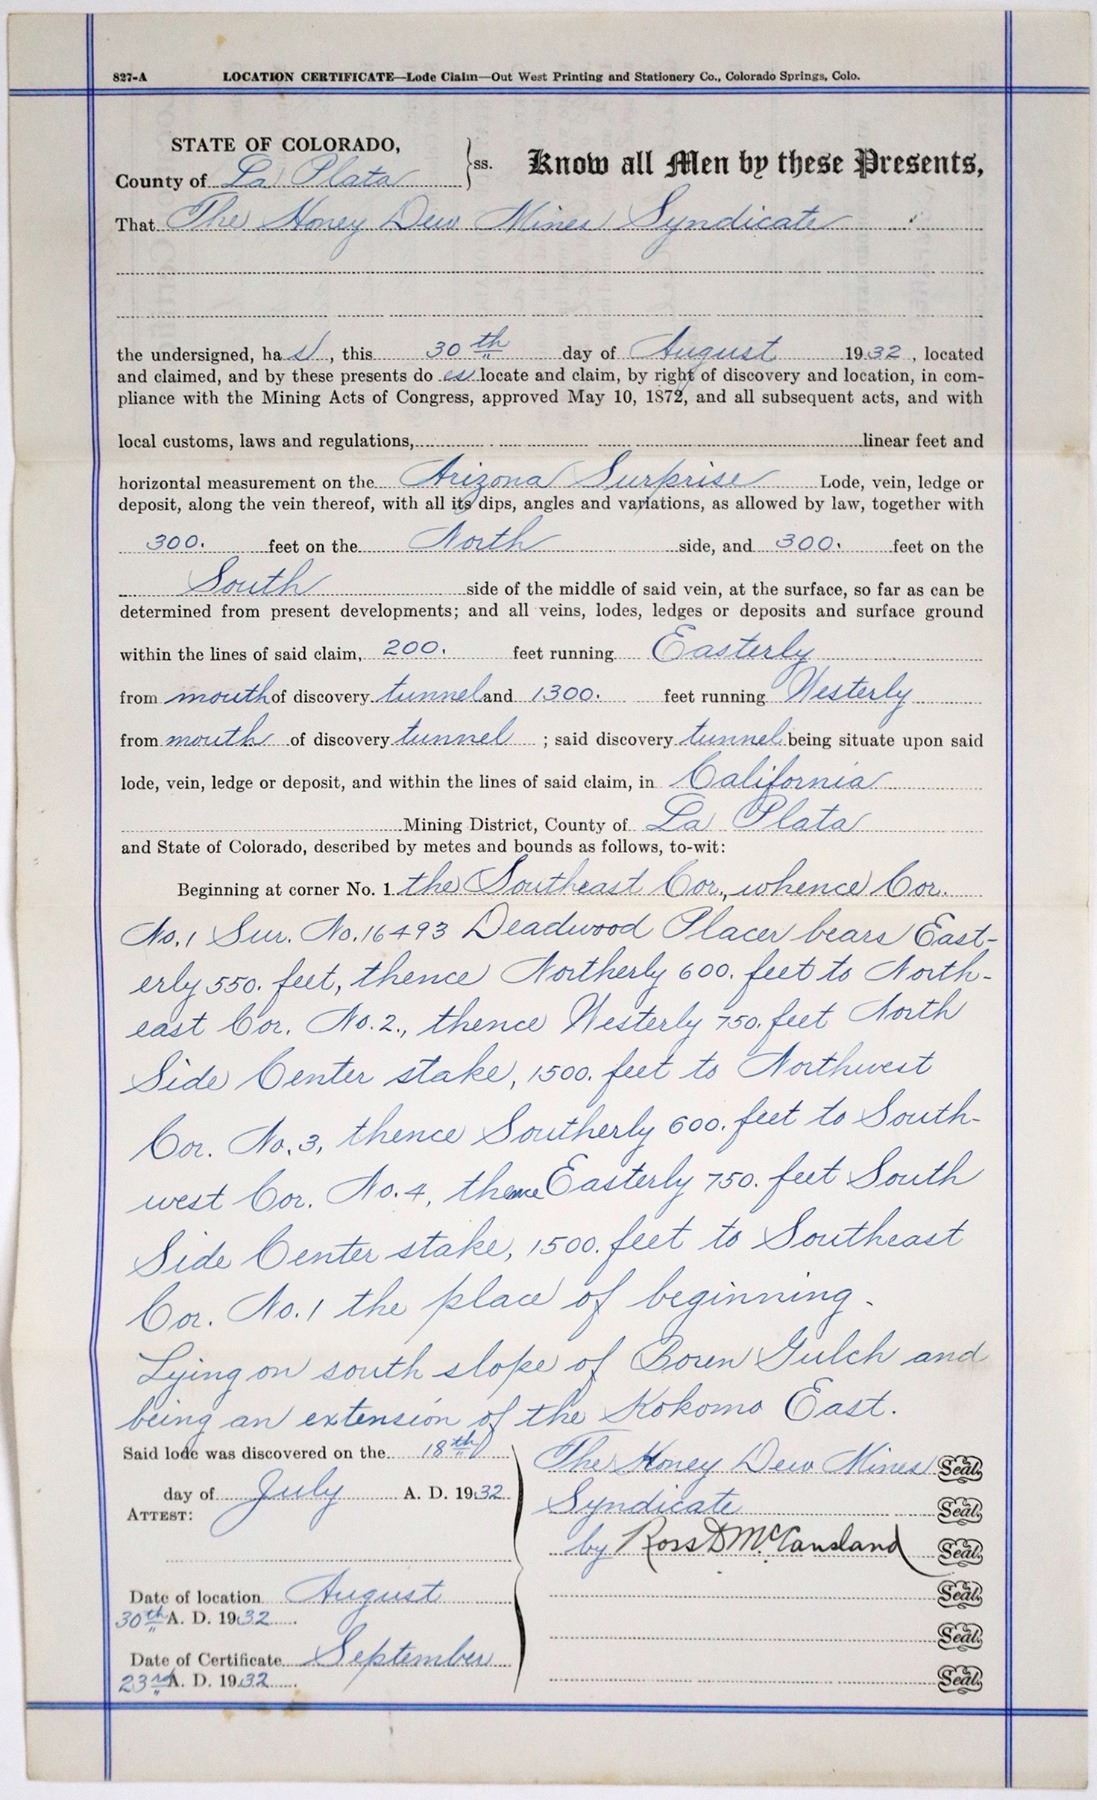 827-A LOCATION CERTIFICATE—Lode Claim—Out West Printing and Stationery Co., Colorado Springs, Colo.
STATE OF COLORADO,
County of La Plata } ss. Know all Men by these Presents,
That The Honey Dew Mines Syndicate
the undersigned, ha s, this 30th day of August 1932, located
and claimed, and by these presents do es locate and claim, by right of discovery and location, in com-
pliance with the Mining Acts of Congress, approved May 10, 1872, and all subsequent acts, and with
local customs, laws and regulations, linear feet and
horizontal measurement on the Arizona Surprise Lode, vein, ledge or
deposit, along the vein thereof, with all its dips, angles and variations, as allowed by law, together with
300. feet on the North side, and 300. feet on the
South side of the middle of said vein, at the surface, so far as can be
determined from present developments; and all veins, lodes, ledges or deposits and surface ground
within the lines of said claim, 200. feet running Easterly
from mouth of discovery tunnel and 1300. feet running Westerly
from mouth of discovery tunnel; said discovery tunnel being situate upon said
lode, vein, ledge or deposit, and within the lines of said claim, in California
Mining District, County of La Plata
and State of Colorado, described by metes and bounds as follows, to-wit:
Beginning at corner No. 1 the Southeast Cor., whence Cor.
No. 1 Sur. No. 16493 Deadwood Placer bears East-
erly 550. feet, thence Northerly 600. feet to North-
east Cor. No. 2., thence Westerly 750. feet North
Side Center stake, 1500. feet to Northwest
Cor. No. 3, thence Southerly 600. feet to South-
west Cor. No. 4, thence Easterly 750. feet South
Side Center stake, 1500. feet to Southeast
Cor. No. 1 the place of beginning.
Lying on south slope of Boren Gulch and
being an extension of the Kokomo East.
Said lode was discovered on the 18th
day of July A. D. 1932
ATTEST:
Date of location August
30th A. D. 1932
Date of Certificate September
23rd A. D. 1932
The Honey Dew Mines Seal
Syndicate Seal
by Ross D McCausland Seal
Seal
Seal
Seal